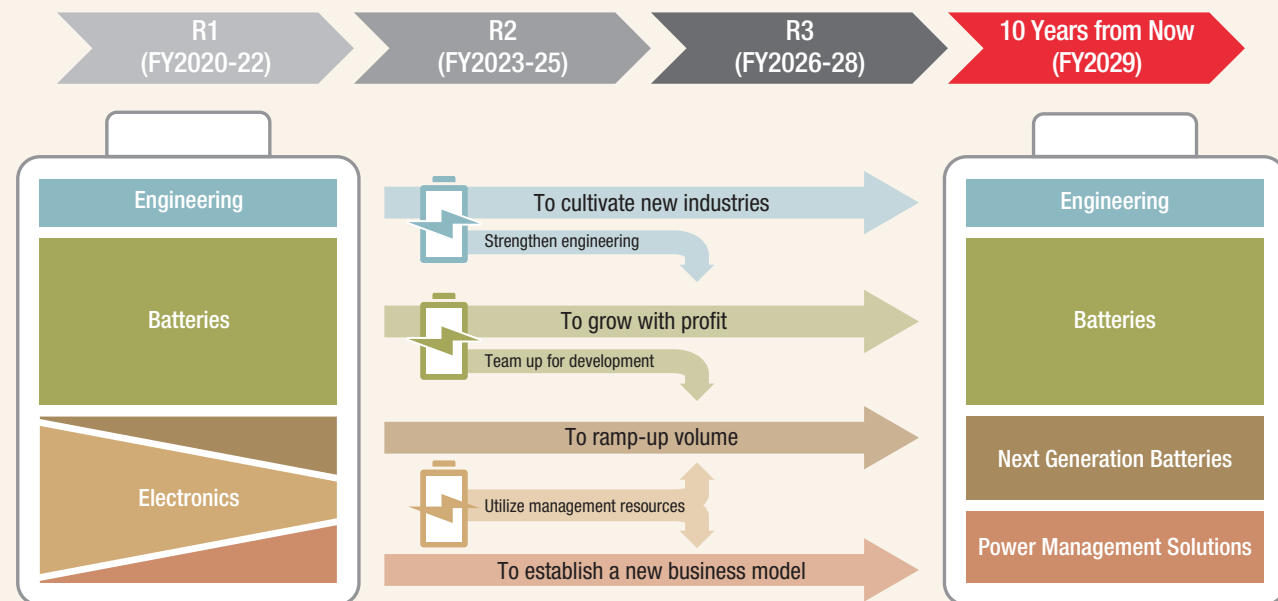 R1
(FY2020-22)
R2
(FY2023-25)
R3
(FY2026-28)
10 Years from Now
(FY2029)
Engineering
Batteries
Electronics
To cultivate new industries
Strengthen engineering
To grow with profit
Team up for development
To ramp-up volume
Utilize management resources
To establish a new business model
Engineering
Batteries
Next Generation Batteries
Power Management Solutions